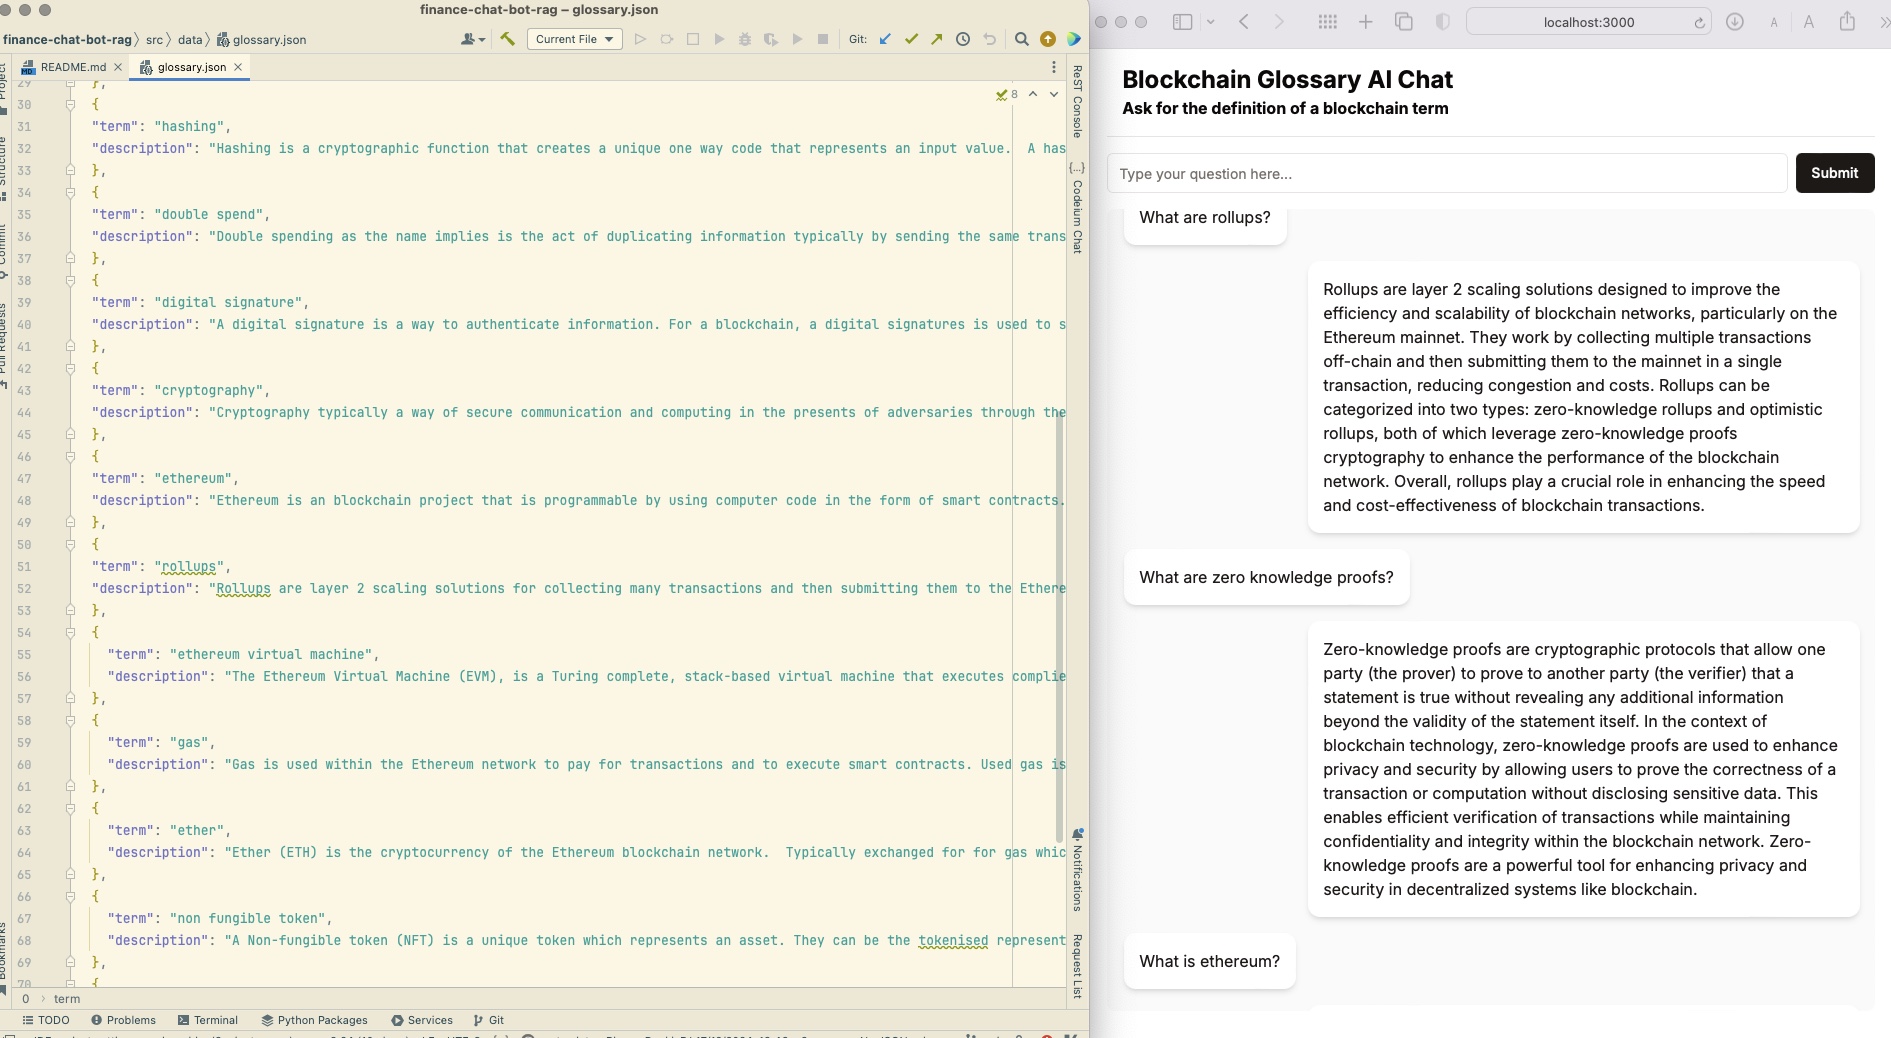 finance-chat-bot-rag – glossary.json
finance-chat-bot-rag › src › data › glossary.json
Current File
Git:
README.md
glossary.json
Project
Structure
Commit
Pull Requests
Bookmarks
8
29 },
30 {
31 "term": "hashing",
32 "description": "Hashing is a cryptographic function that creates a unique one way code that represents an input value.  A has
33 },
34 {
35 "term": "double spend",
36 "description": "Double spending as the name implies is the act of duplicating information typically by sending the same trans
37 },
38 {
39 "term": "digital signature",
40 "description": "A digital signature is a way to authenticate information. For a blockchain, a digital signatures is used to s
41 },
42 {
43 "term": "cryptography",
44 "description": "Cryptography typically a way of secure communication and computing in the presents of adversaries through the
45 },
46 {
47 "term": "ethereum",
48 "description": "Ethereum is an blockchain project that is programmable by using computer code in the form of smart contracts.
49 },
50 {
51 "term": "rollups",
52 "description": "Rollups are layer 2 scaling solutions for collecting many transactions and then submitting them to the Ethere
53 },
54 {
55 "term": "ethereum virtual machine",
56 "description": "The Ethereum Virtual Machine (EVM), is a Turing complete, stack-based virtual machine that executes complie
57 },
58 {
59 "term": "gas",
60 "description": "Gas is used within the Ethereum network to pay for transactions and to execute smart contracts. Used gas is
61 },
62 {
63 "term": "ether",
64 "description": "Ether (ETH) is the cryptocurrency of the Ethereum blockchain network.  Typically exchanged for for gas whic
65 },
66 {
67 "term": "non fungible token",
68 "description": "A Non-fungible token (NFT) is a unique token which represents an asset. They can be the tokenised represent
69 },
70 {
0 › term
TODO
Problems
Terminal
Python Packages
Services
Git
ReST Console
{...} Codeium Chat
Notifications
Request List
localhost:3000
A A
Blockchain Glossary AI Chat
Ask for the definition of a blockchain term
Type your question here...
Submit
What are rollups?
Rollups are layer 2 scaling solutions designed to improve the
efficiency and scalability of blockchain networks, particularly on the
Ethereum mainnet. They work by collecting multiple transactions
off-chain and then submitting them to the mainnet in a single
transaction, reducing congestion and costs. Rollups can be
categorized into two types: zero-knowledge rollups and optimistic
rollups, both of which leverage zero-knowledge proofs
cryptography to enhance the performance of the blockchain
network. Overall, rollups play a crucial role in enhancing the speed
and cost-effectiveness of blockchain transactions.
What are zero knowledge proofs?
Zero-knowledge proofs are cryptographic protocols that allow one
party (the prover) to prove to another party (the verifier) that a
statement is true without revealing any additional information
beyond the validity of the statement itself. In the context of
blockchain technology, zero-knowledge proofs are used to enhance
privacy and security by allowing users to prove the correctness of a
transaction or computation without disclosing sensitive data. This
enables efficient verification of transactions while maintaining
confidentiality and integrity within the blockchain network. Zero-
knowledge proofs are a powerful tool for enhancing privacy and
security in decentralized systems like blockchain.
What is ethereum?